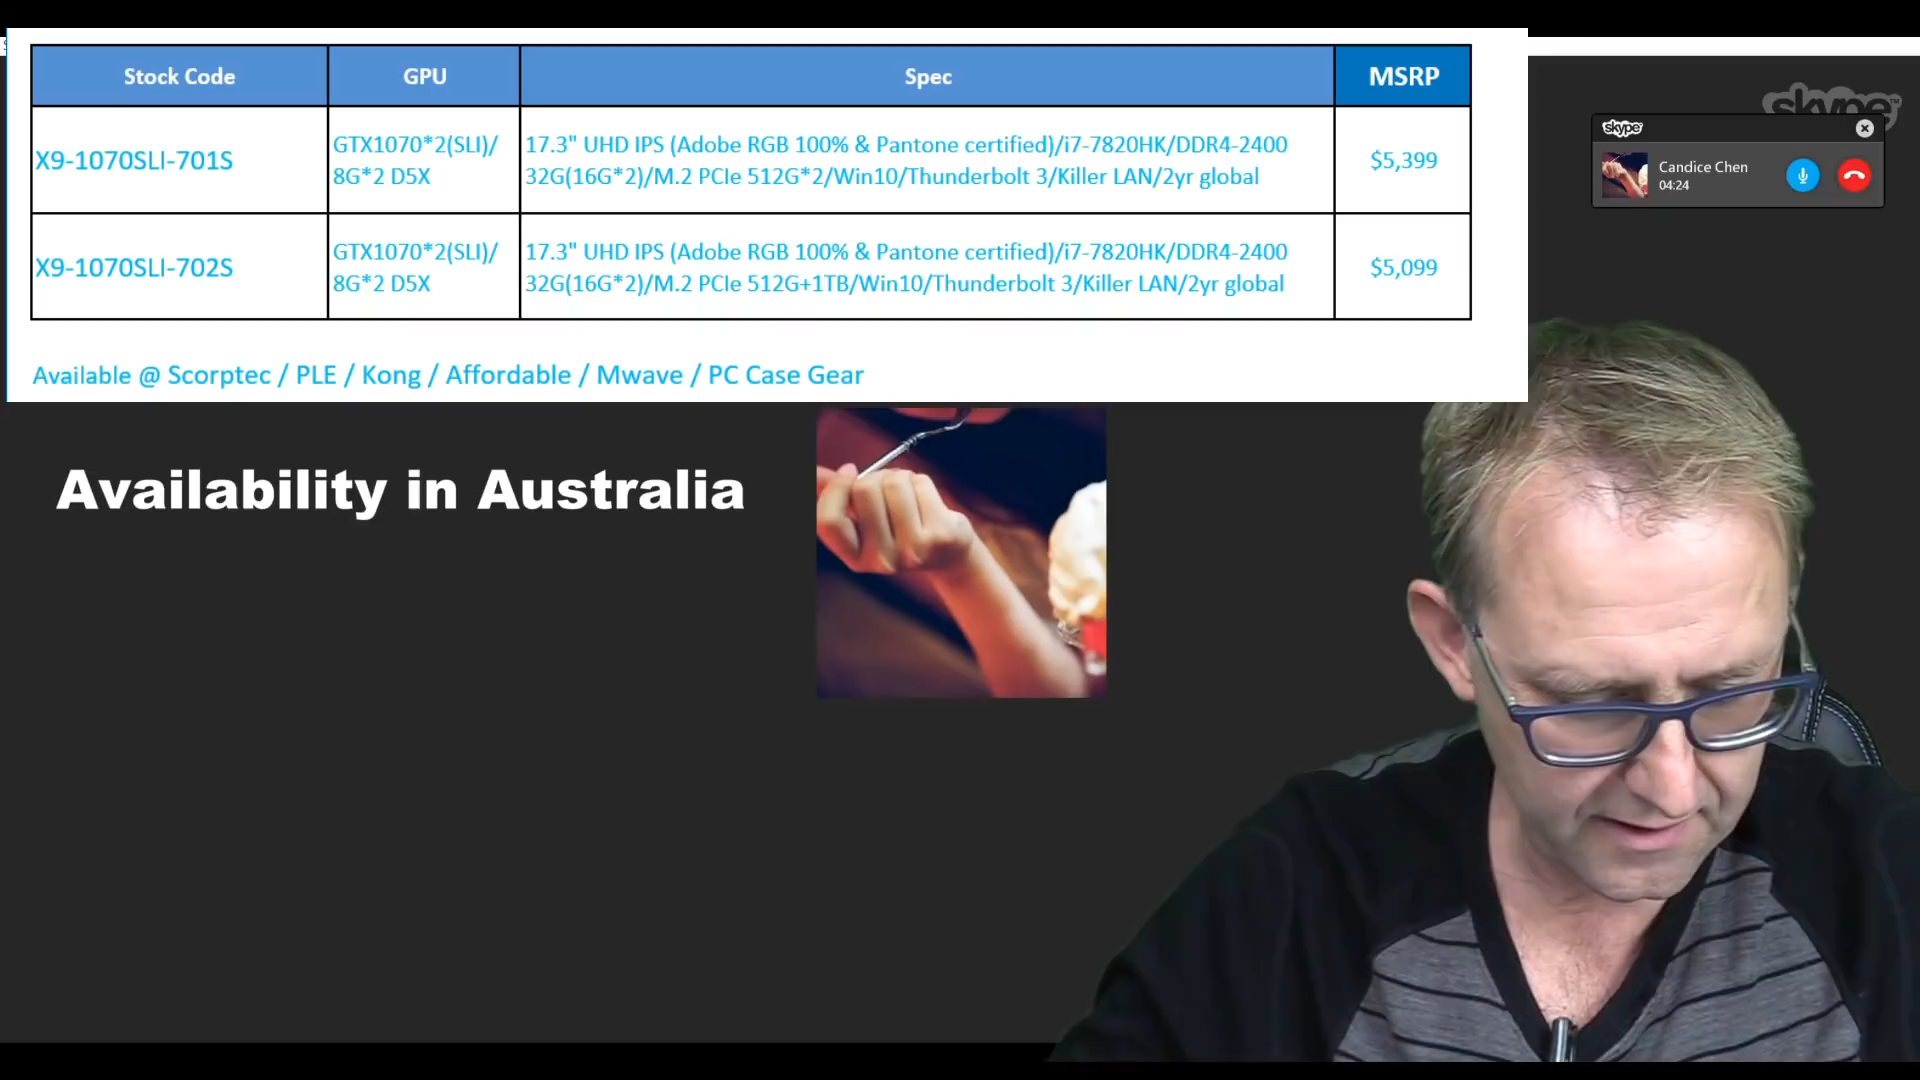 Stock Code GPU Spec MSRP
X9-1070SLI-701S
GTX1070*2(SLI)/
8G*2 D5X
17.3" UHD IPS (Adobe RGB 100% & Pantone certified)/i7-7820HK/DDR4-2400
32G(16G*2)/M.2 PCIe 512G*2/Win10/Thunderbolt 3/Killer LAN/2yr global
$5,399
X9-1070SLI-702S
GTX1070*2(SLI)/
8G*2 D5X
17.3" UHD IPS (Adobe RGB 100% & Pantone certified)/i7-7820HK/DDR4-2400
32G(16G*2)/M.2 PCIe 512G+1TB/Win10/Thunderbolt 3/Killer LAN/2yr global
$5,099
Available @ Scorptec / PLE / Kong / Affordable / Mwave / PC Case Gear
skype™
skype
Candice Chen
04:24
Availability in Australia